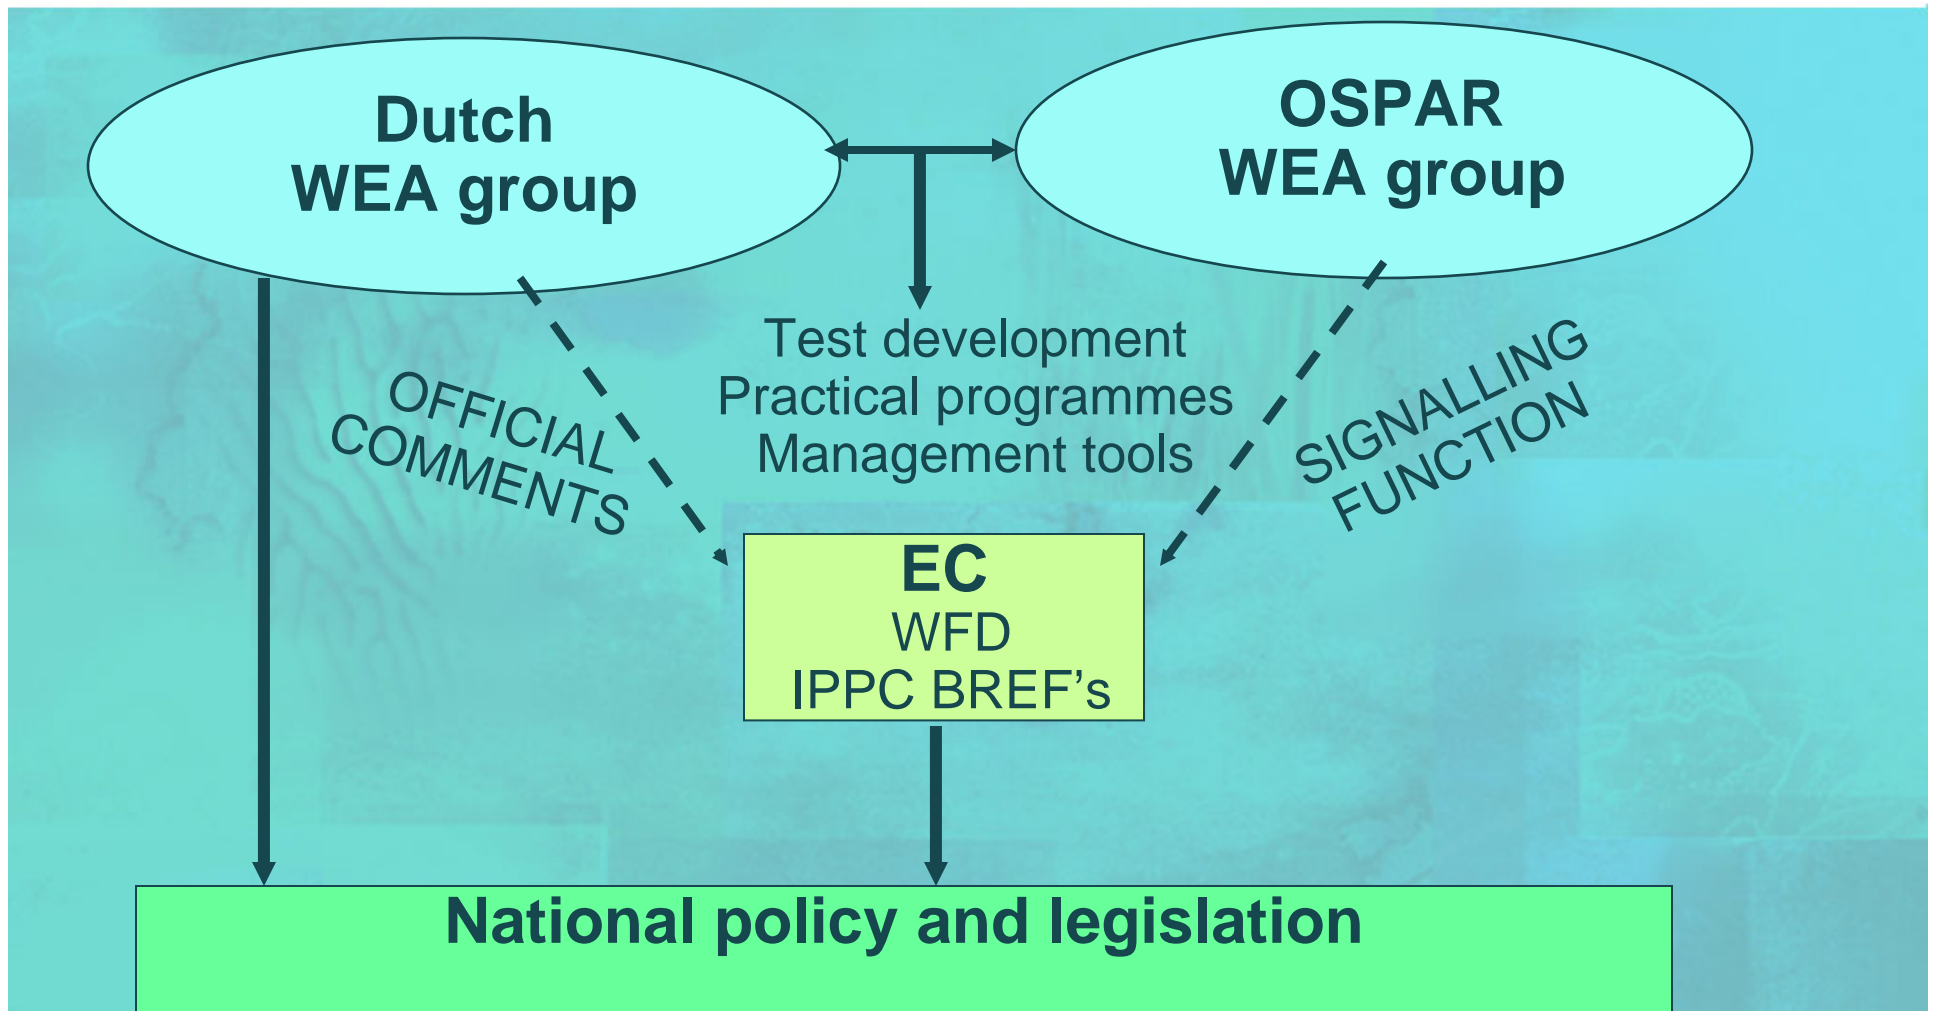 Dutch
WEA group
OSPAR
WEA group
Test development
Practical programmes
Management tools
OFFICIAL
COMMENTS
SIGNALLING
FUNCTION
EC
WFD
IPPC BREF’s
National policy and legislation